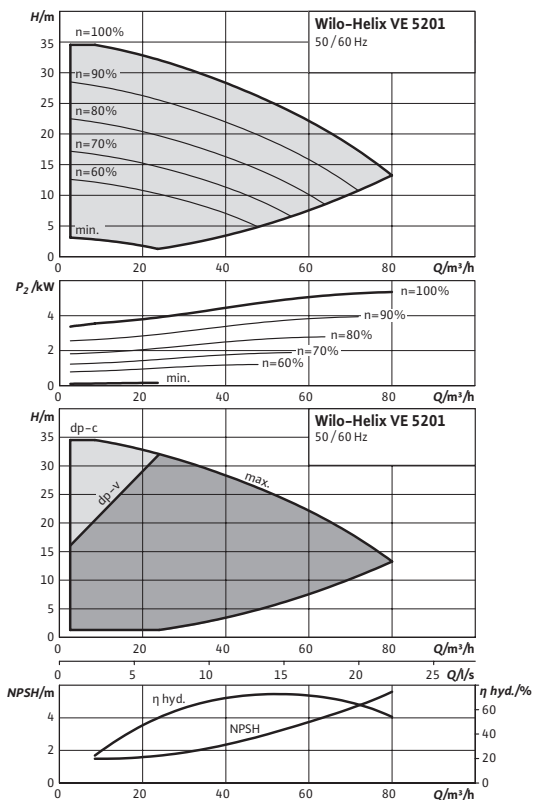 H/m
Wilo-Helix VE 5201
50/60 Hz
n=100%
35
n=90%
30
25
n=80%
20
n=70%
15
n=60%
10
5
min.
0
0 20 40 60 80 Q/m³/h
P₂/kW
n=100%
4
n=90%
n=80%
2
n=70%
n=60%
min.
0
0 20 40 60 80 Q/m³/h
H/m
Wilo-Helix VE 5201
50/60 Hz
dp-c
35
max.
30
dp-v
25
20
15
10
5
0
0 20 40 60 80 Q/m³/h
0 5 10 15 20 25 Q/l/s
NPSH/m
η hyd./%
η hyd.
60
4
NPSH
40
2
20
0
0
0 20 40 60 80 Q/m³/h